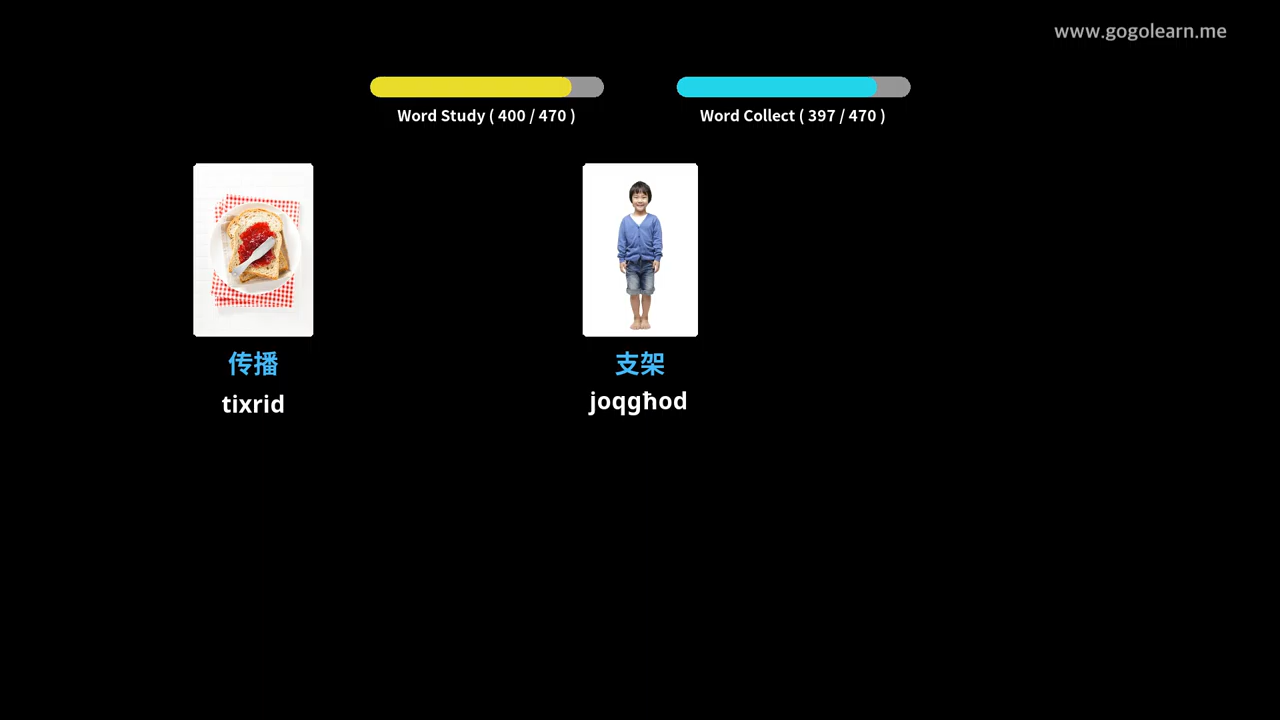 www.gogolearn.me
Word Study ( 400 / 470 )
Word Collect ( 397 / 470 )
传播
支架
tixrid
joqgħod